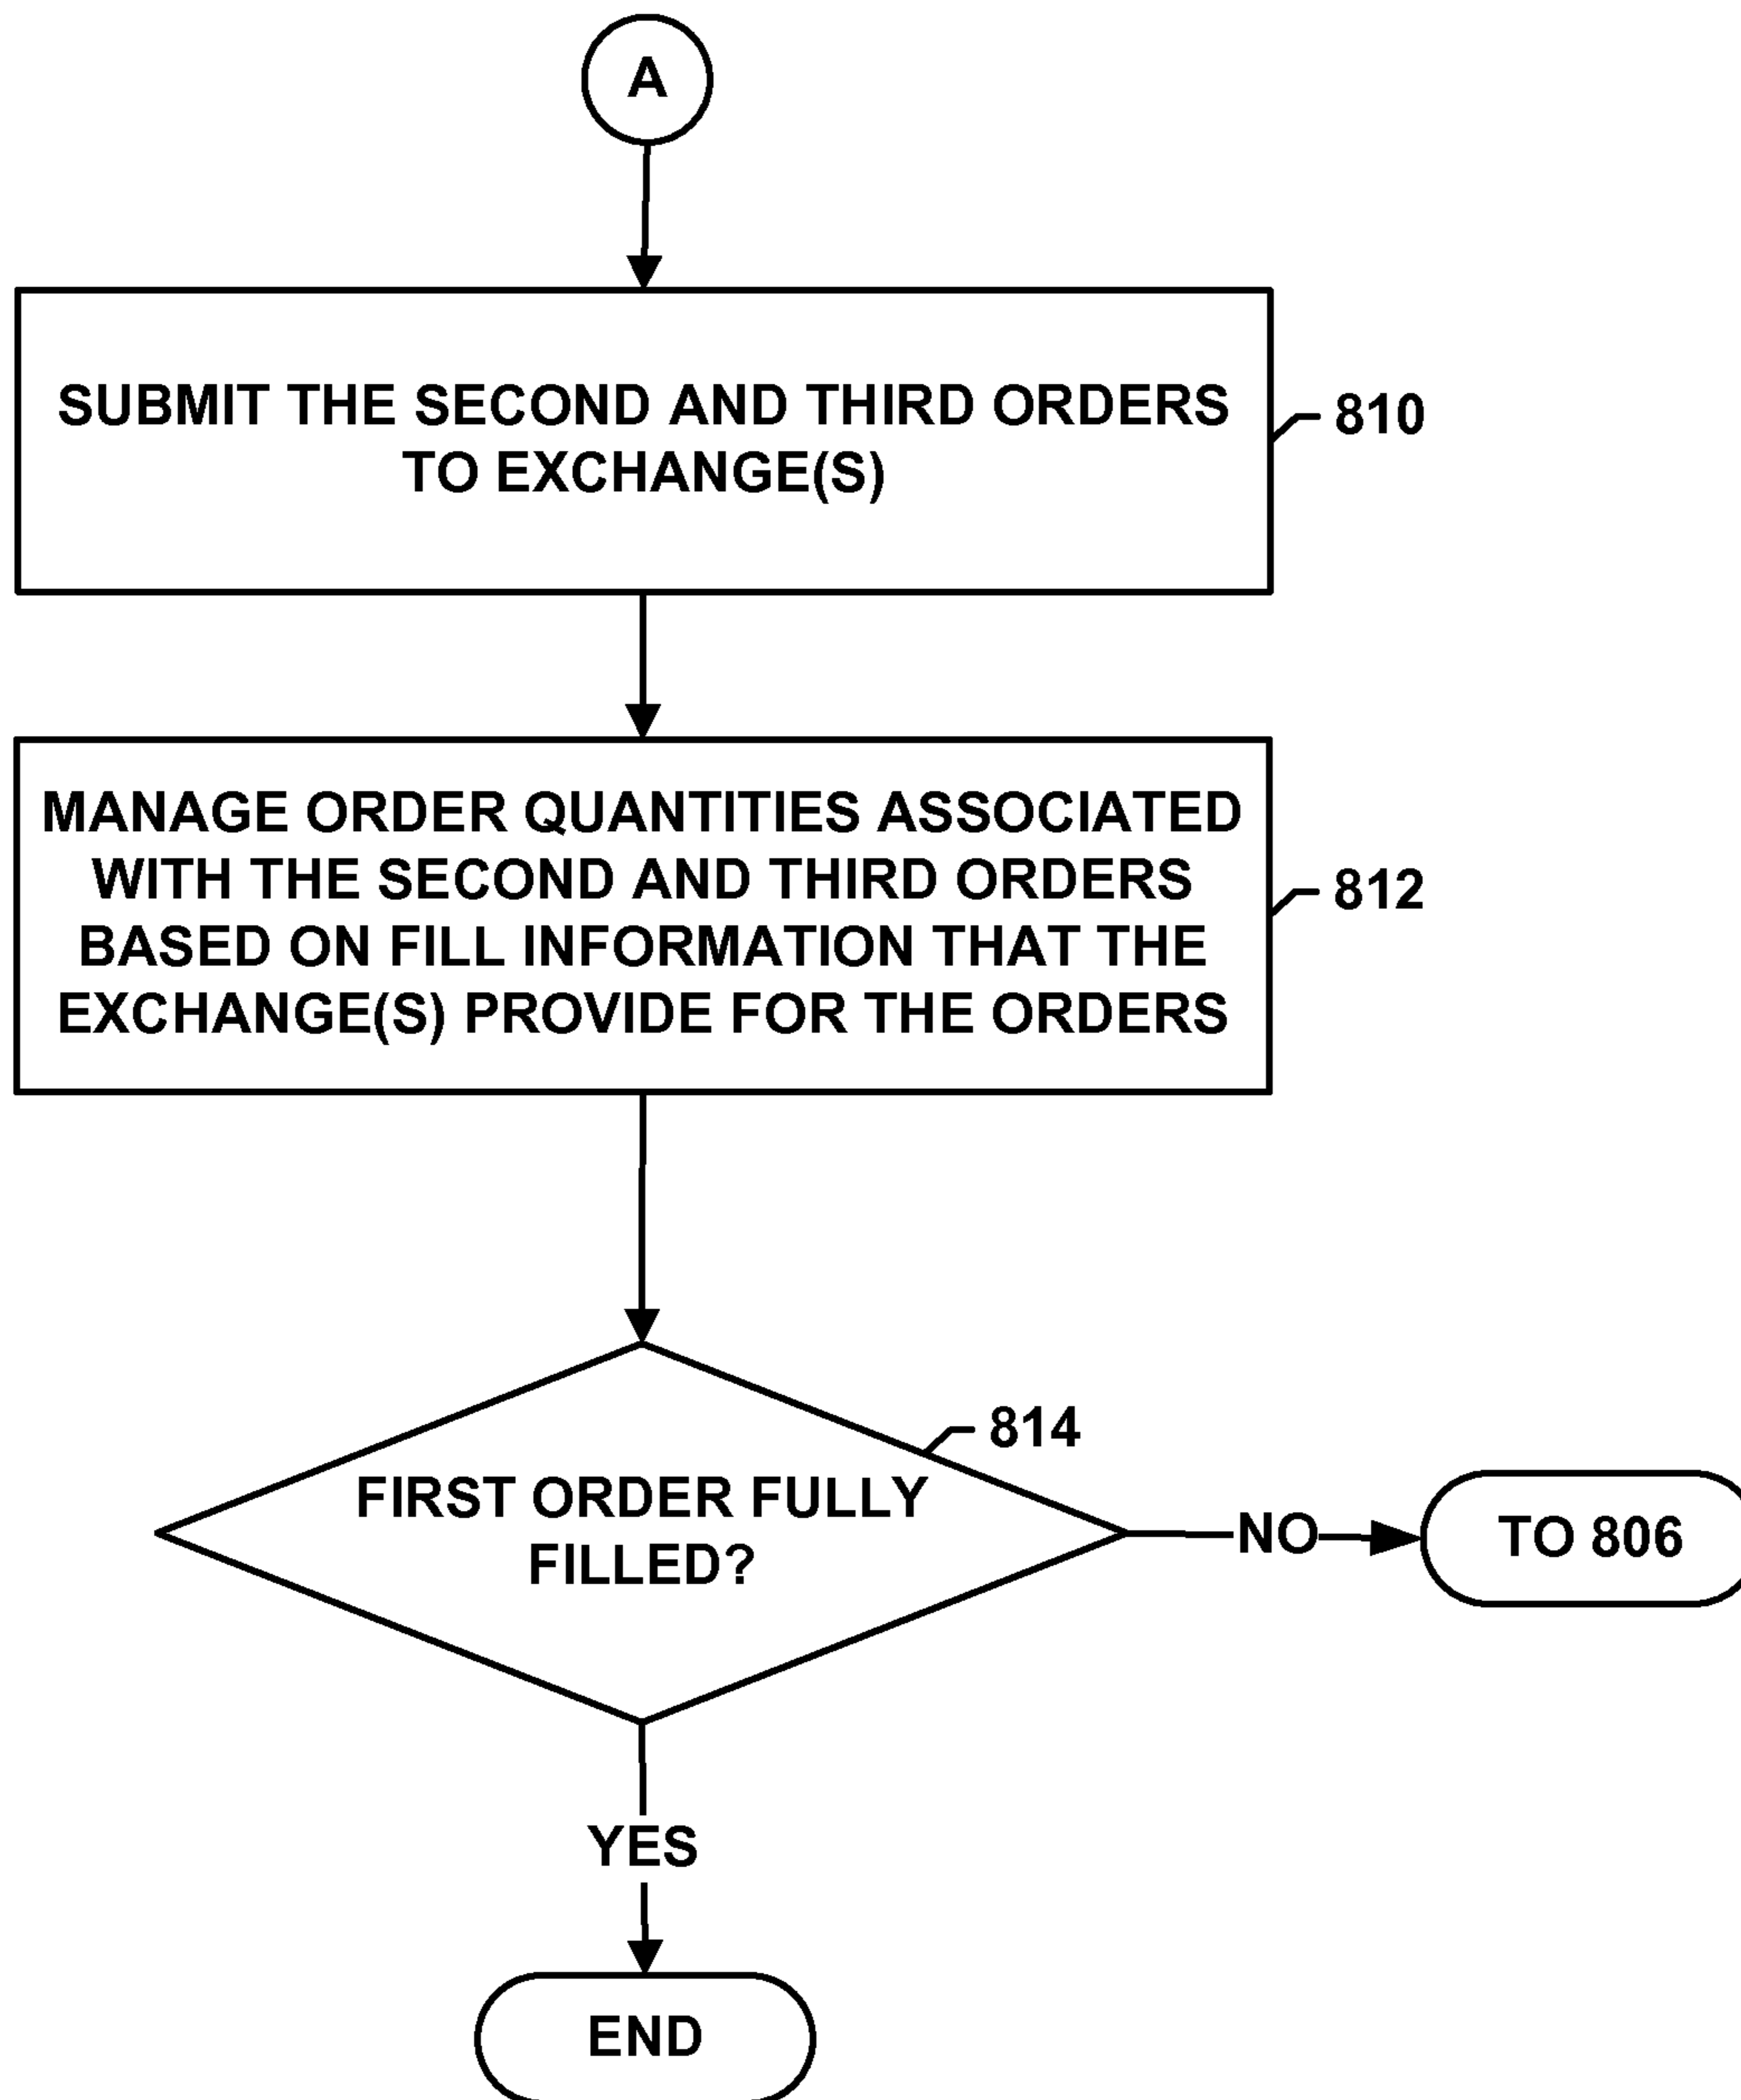 A
SUBMIT THE SECOND AND THIRD ORDERS
TO EXCHANGE(S)
810
MANAGE ORDER QUANTITIES ASSOCIATED
WITH THE SECOND AND THIRD ORDERS
BASED ON FILL INFORMATION THAT THE
EXCHANGE(S) PROVIDE FOR THE ORDERS
812
814
FIRST ORDER FULLY
FILLED?
NO
TO 806
YES
END